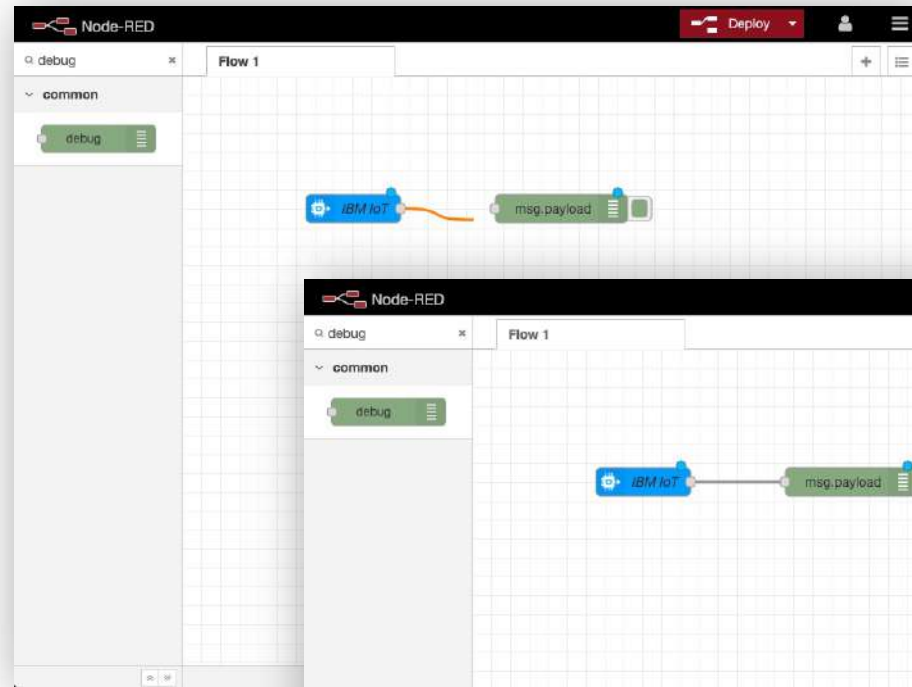 Node-RED
Deploy
debug
Flow 1
common
debug
IBM IoT
msg.payload
Node-RED
debug
Flow 1
common
debug
IBM IoT
msg.payload